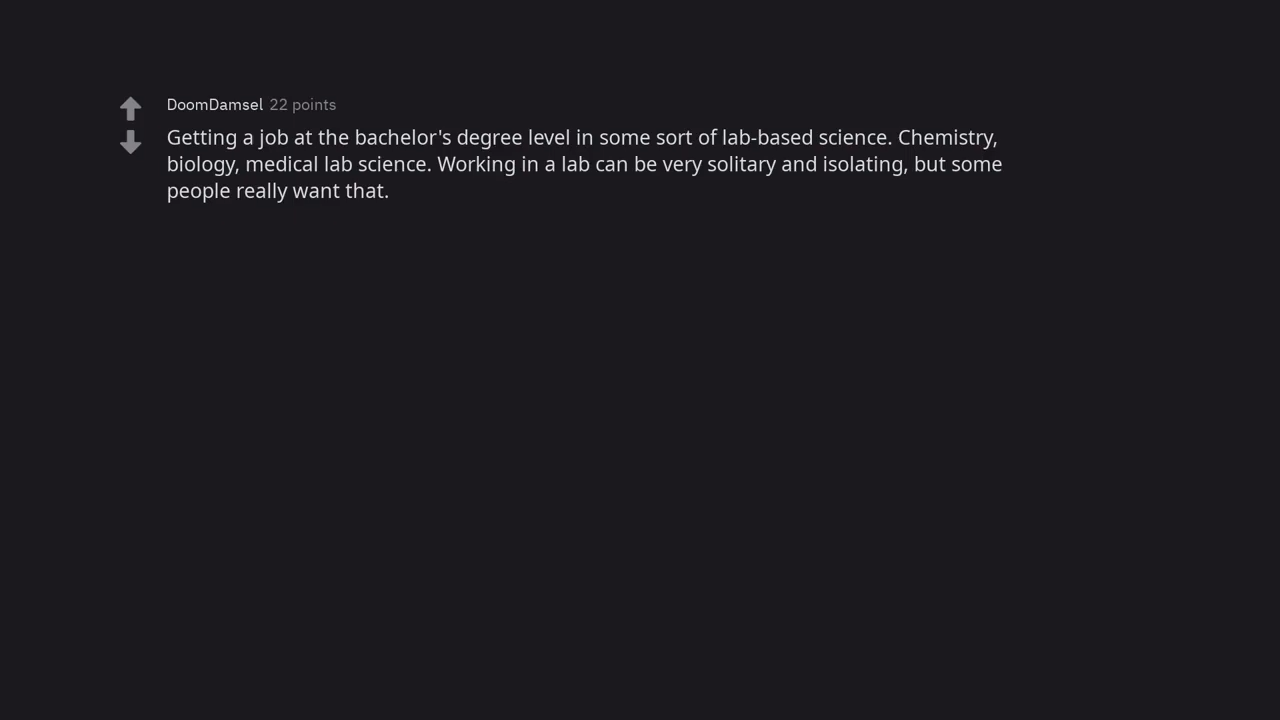 DoomDamsel 22 points
Getting a job at the bachelor's degree level in some sort of lab-based science. Chemistry,
biology, medical lab science. Working in a lab can be very solitary and isolating, but some
people really want that.